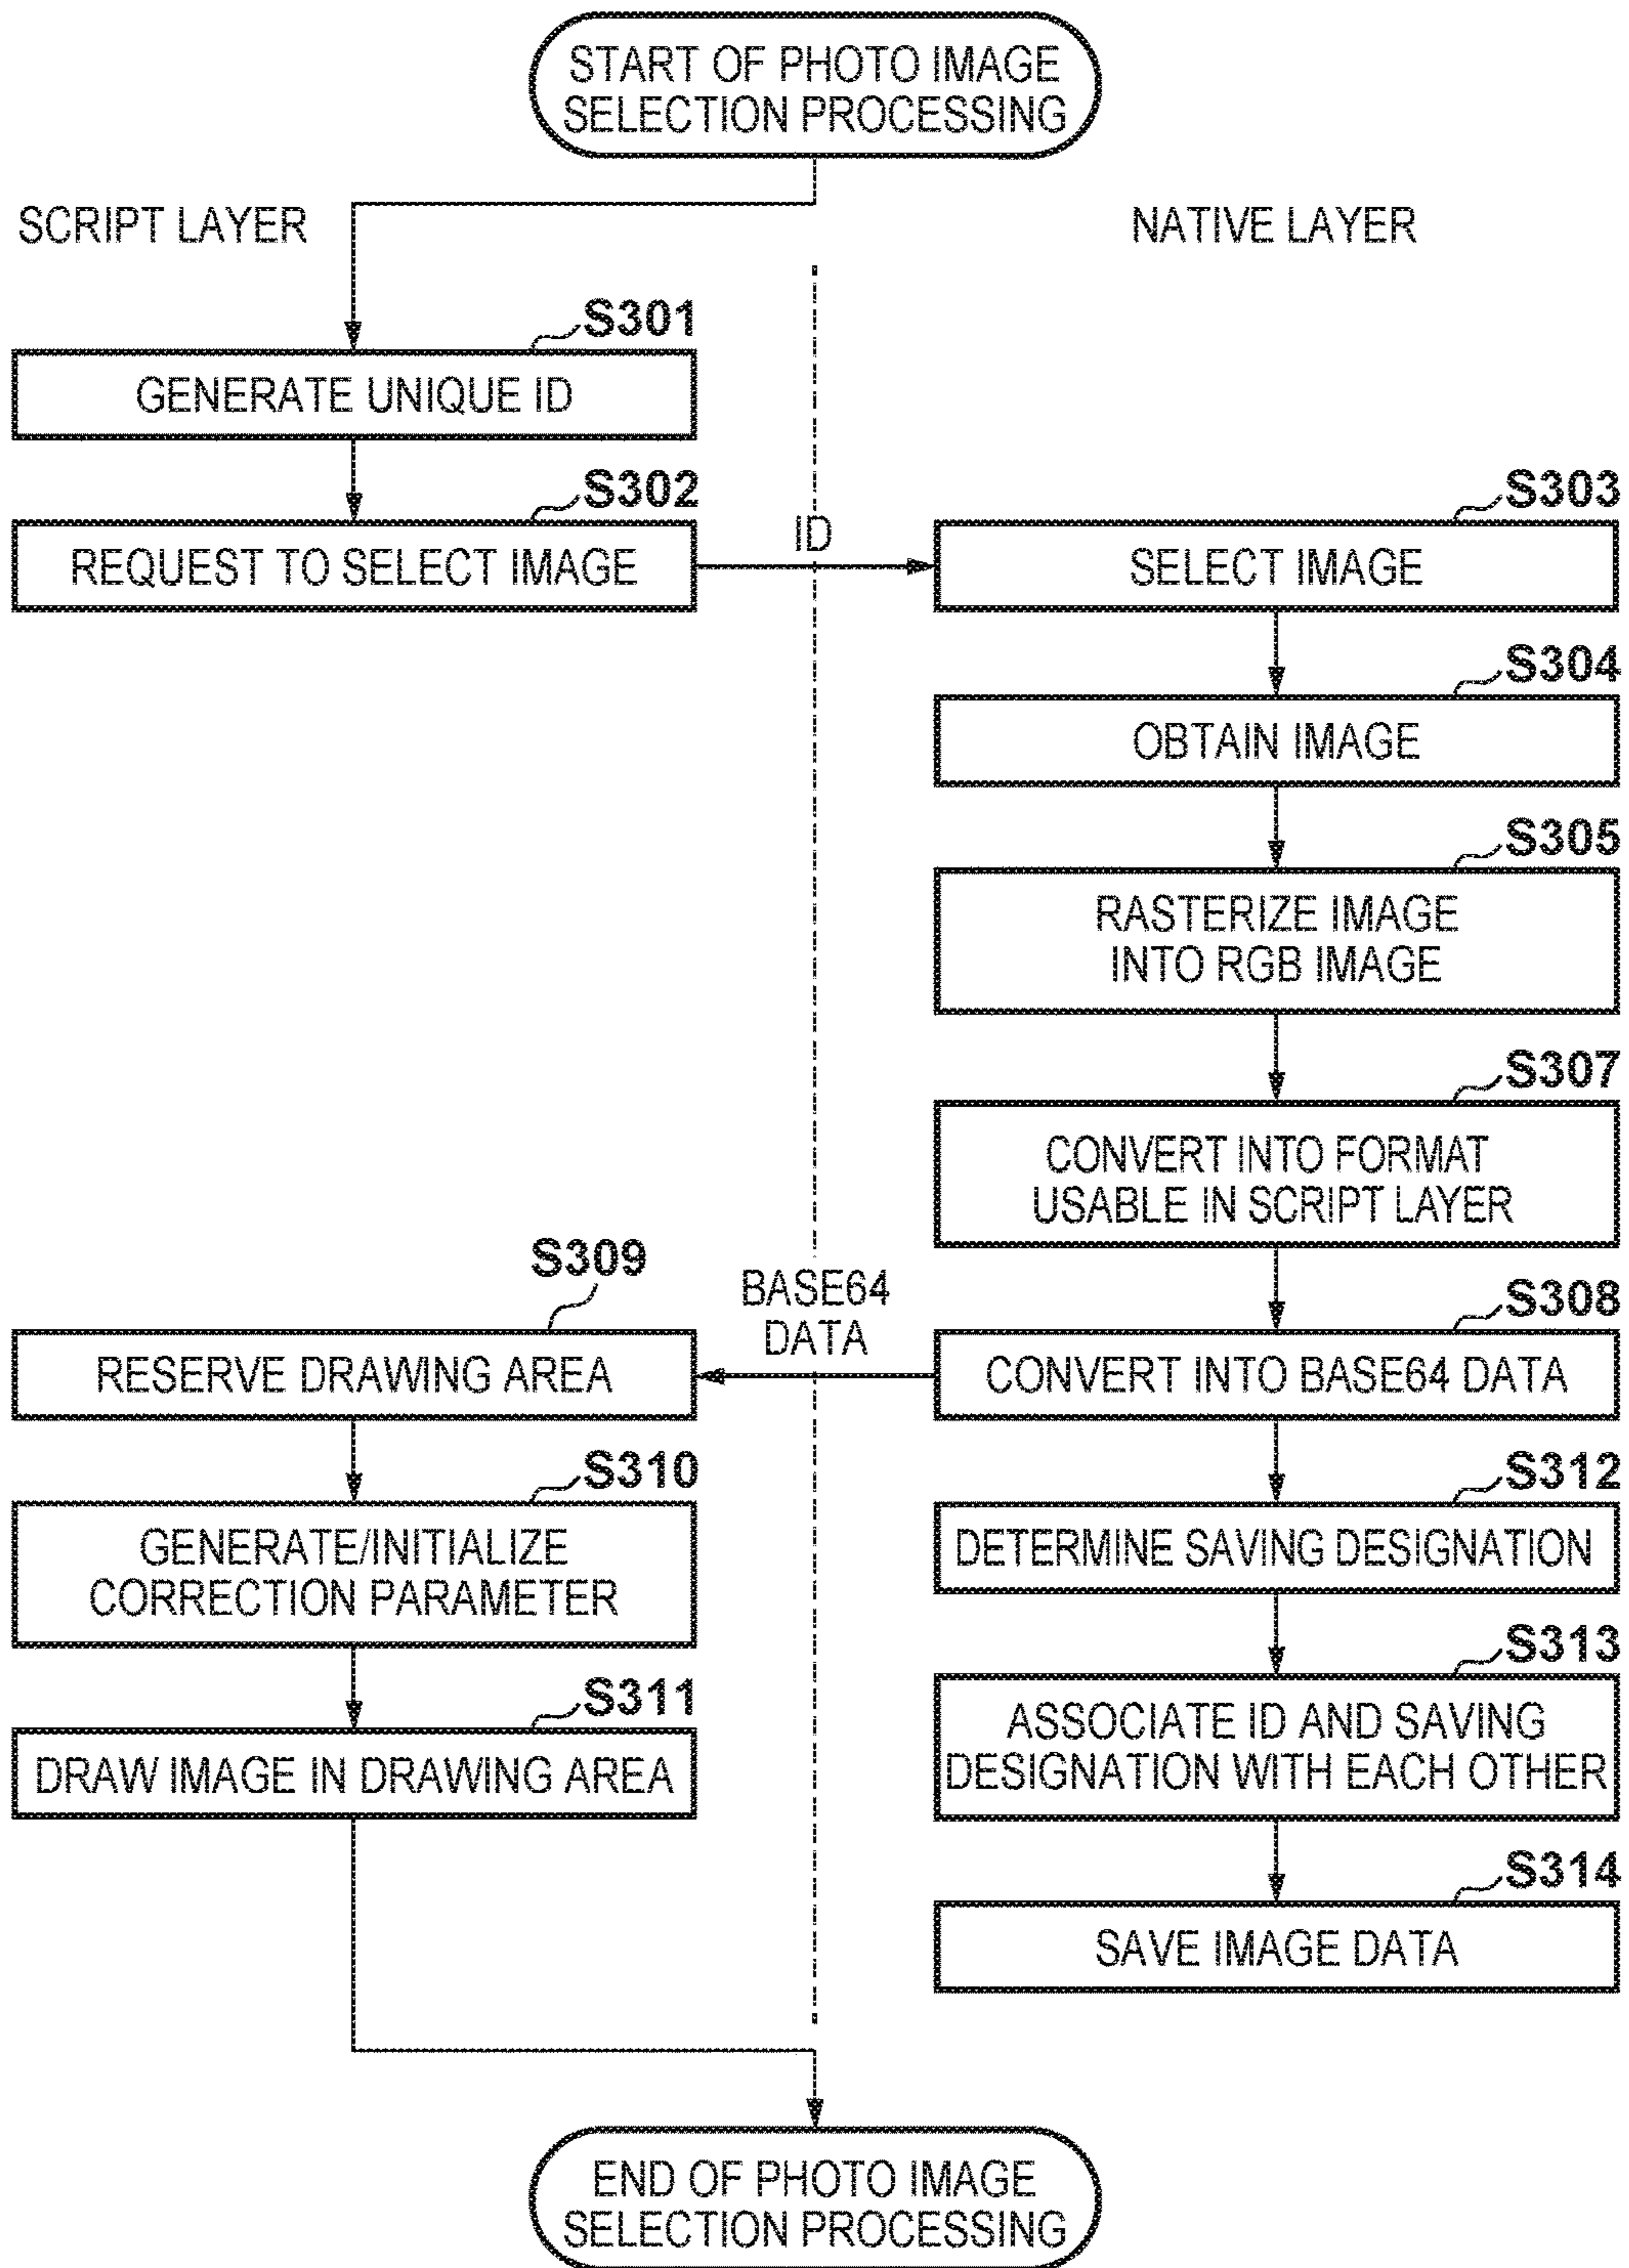 START OF PHOTO IMAGE
SELECTION PROCESSING
SCRIPT LAYER
NATIVE LAYER
S301
GENERATE UNIQUE ID
S302
REQUEST TO SELECT IMAGE
ID
S303
SELECT IMAGE
S304
OBTAIN IMAGE
S305
RASTERIZE IMAGE
INTO RGB IMAGE
S307
CONVERT INTO FORMAT
USABLE IN SCRIPT LAYER
S308
CONVERT INTO BASE64 DATA
BASE64
DATA
S309
RESERVE DRAWING AREA
S310
GENERATE/INITIALIZE
CORRECTION PARAMETER
S311
DRAW IMAGE IN DRAWING AREA
S312
DETERMINE SAVING DESIGNATION
S313
ASSOCIATE ID AND SAVING
DESIGNATION WITH EACH OTHER
S314
SAVE IMAGE DATA
END OF PHOTO IMAGE
SELECTION PROCESSING